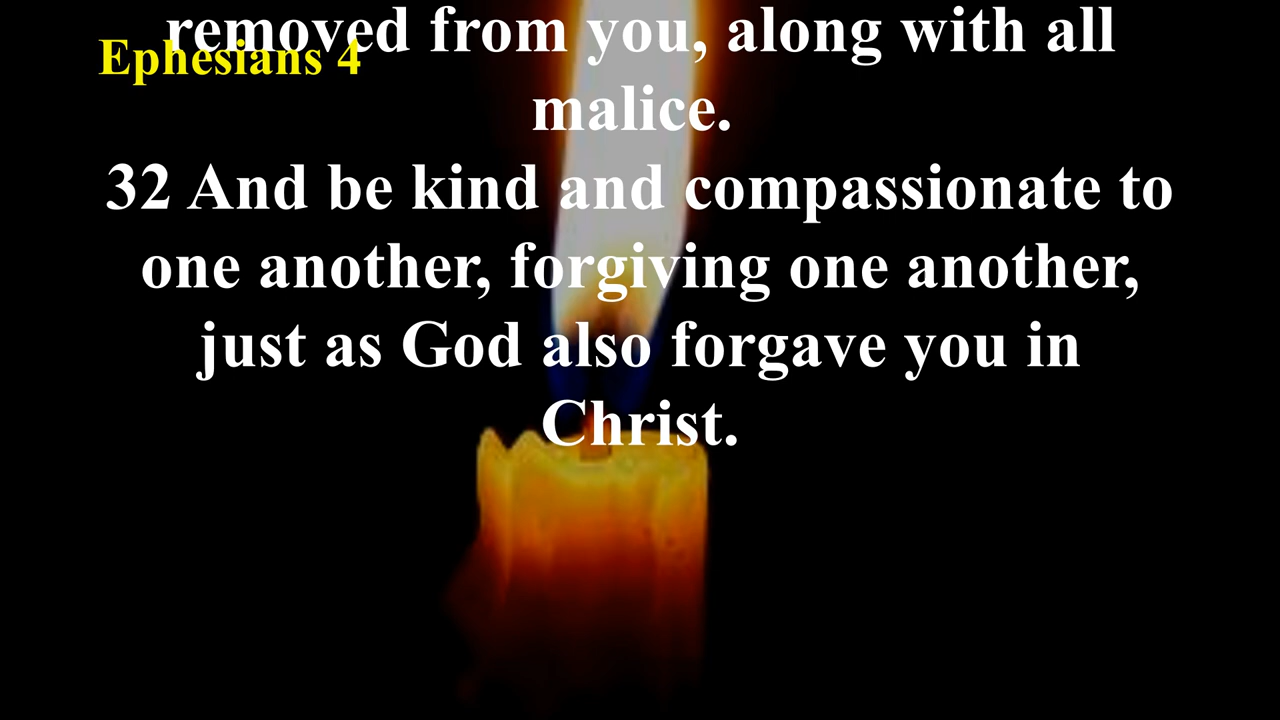 removed from you, along with all
Ephesians 4
malice.
32 And be kind and compassionate to
one another, forgiving one another,
just as God also forgave you in
Christ.